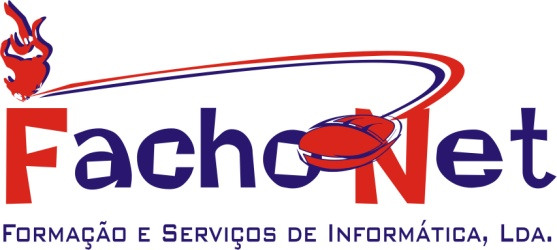 FachoNet
Formação e Serviços de Informática, Lda.